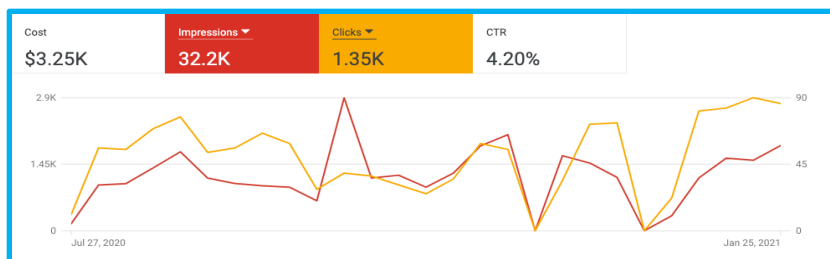 Cost Impressions Clicks CTR
$3.25K 32.2K 1.35K 4.20%
2.9K 90
1.45K 45
0 0
Jul 27, 2020 Jan 25, 2021